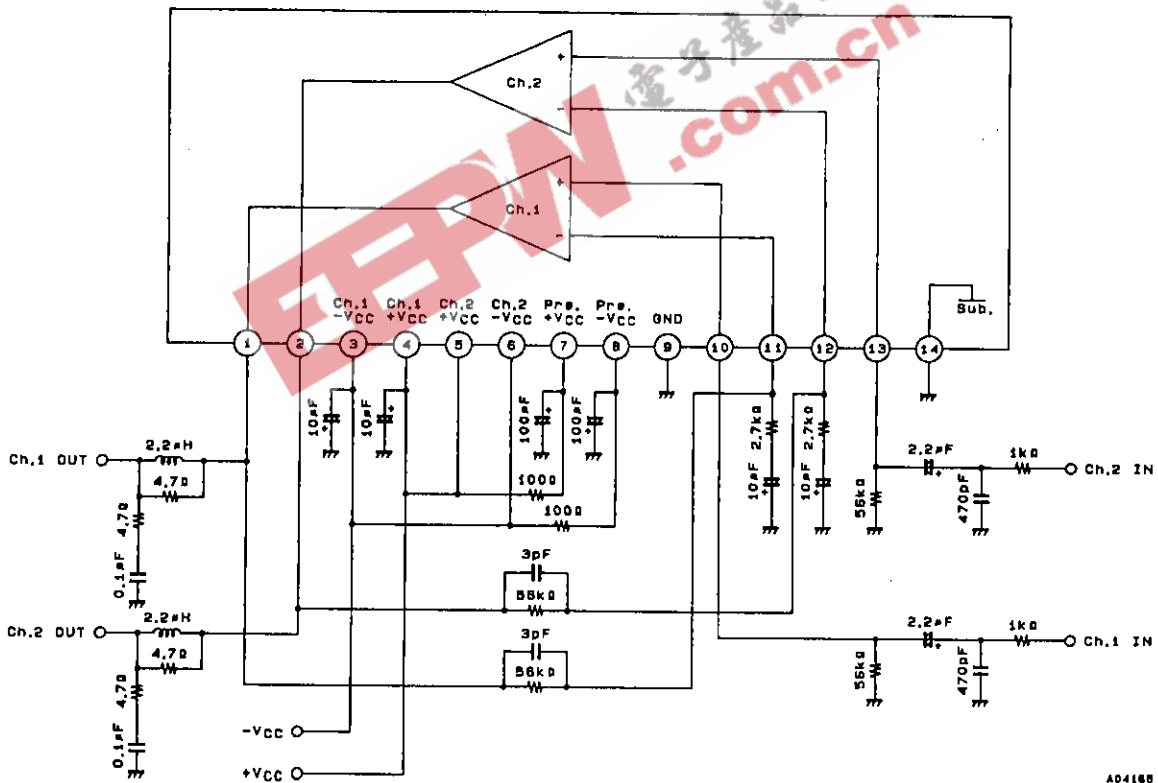 電子產品
.com.cn
EEPW
Ch.2
+
−
Ch.1
+
−
Ch.1 -VCC
Ch.1 +VCC
Ch.2 +VCC
Ch.2 -VCC
Pre. +VCC
Pre. -VCC
GND
Sub.
1 2 3 4 5 6 7 8 9 10 11 12 13 14
10µF
10µF
100µF
100µF
2.7kΩ
2.7kΩ
10µF
10µF
100Ω
100Ω
56kΩ
2.2µF
470pF
1kΩ
Ch.2 IN
Ch.1 OUT
2.2µH
4.7Ω
4.7Ω
0.1µF
3pF
56kΩ
Ch.2 OUT
2.2µH
4.7Ω
4.7Ω
0.1µF
3pF
56kΩ
56kΩ
2.2µF
470pF
1kΩ
Ch.1 IN
-VCC
+VCC